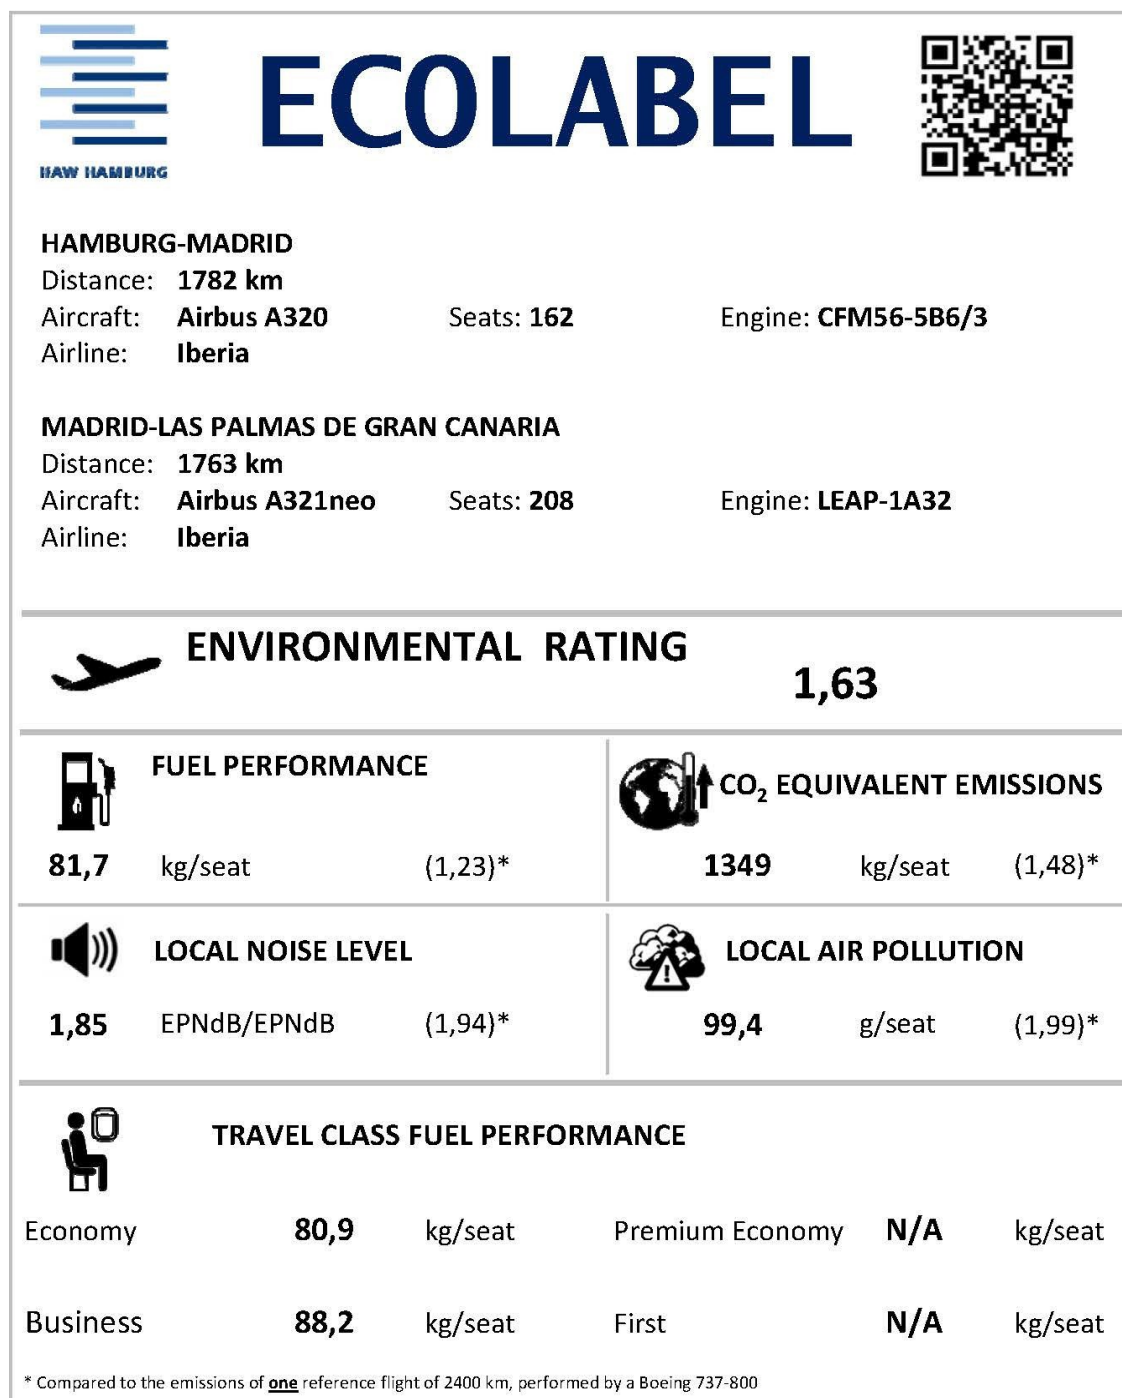 HAW HAMBURG
ECOLABEL
HAMBURG-MADRID
Distance: 1782 km
Aircraft: Airbus A320 Seats: 162 Engine: CFM56-5B6/3
Airline: Iberia
MADRID-LAS PALMAS DE GRAN CANARIA
Distance: 1763 km
Aircraft: Airbus A321neo Seats: 208 Engine: LEAP-1A32
Airline: Iberia
ENVIRONMENTAL RATING
1,63
FUEL PERFORMANCE
81,7 kg/seat (1,23)*
CO₂ EQUIVALENT EMISSIONS
1349 kg/seat (1,48)*
LOCAL NOISE LEVEL
1,85 EPNdB/EPNdB (1,94)*
LOCAL AIR POLLUTION
99,4 g/seat (1,99)*
TRAVEL CLASS FUEL PERFORMANCE
Economy 80,9 kg/seat Premium Economy N/A kg/seat
Business 88,2 kg/seat First N/A kg/seat
* Compared to the emissions of one reference flight of 2400 km, performed by a Boeing 737-800